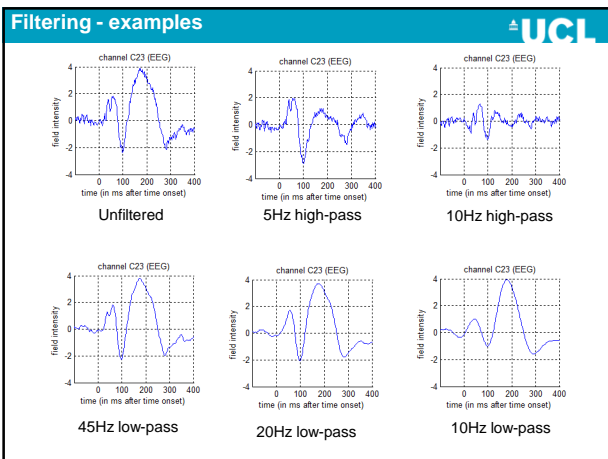 Filtering - examples
UCL
channel C23 (EEG)
4
2
0
-2
-4
field intensity
0 100 200 300 400
time (in ms after time onset)
Unfiltered
channel C23 (EEG)
4
2
0
-2
-4
field intensity
0 100 200 300 400
time (in ms after time onset)
5Hz high-pass
channel C23 (EEG)
4
2
0
-2
-4
field intensity
0 100 200 300 400
time (in ms after time onset)
10Hz high-pass
channel C23 (EEG)
4
2
0
-2
-4
field intensity
0 100 200 300 400
time (in ms after time onset)
45Hz low-pass
channel C23 (EEG)
4
2
0
-2
-4
field intensity
0 100 200 300 400
time (in ms after time onset)
20Hz low-pass
channel C23 (EEG)
4
2
0
-2
-4
field intensity
0 100 200 300 400
time (in ms after time onset)
10Hz low-pass